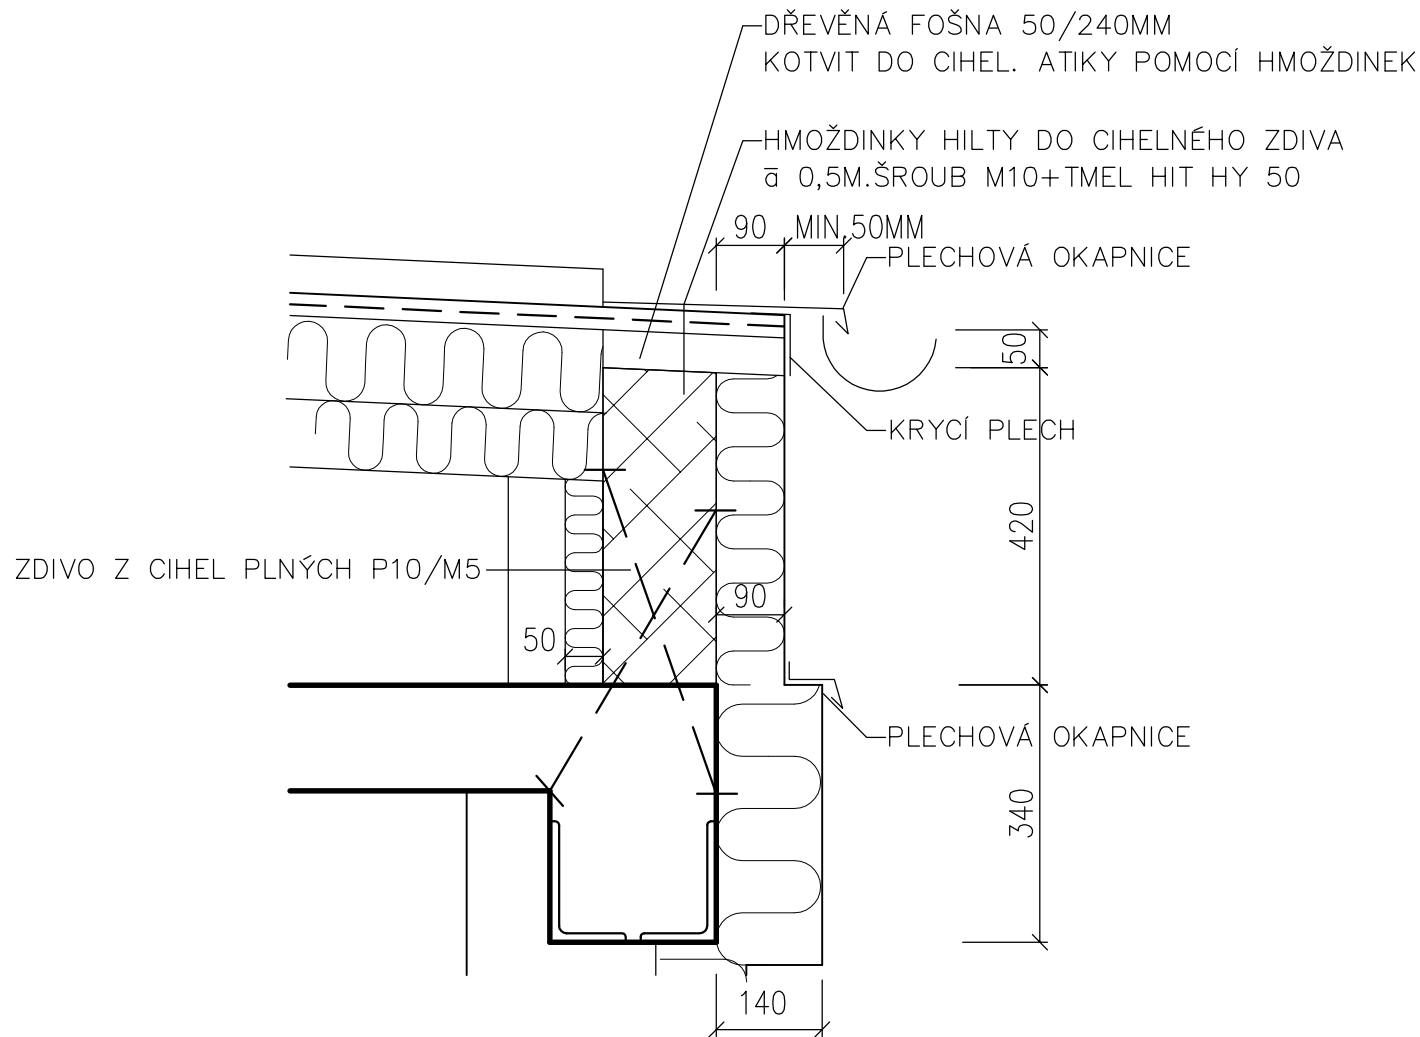 DŘEVĚNÁ FOŠNA 50/240MM
KOTVIT DO CIHEL. ATIKY POMOCÍ HMOŽDINEK
HMOŽDINKY HILTY DO CIHELNÉHO ZDIVA
ā 0,5M.ŠROUB M10+TMEL HIT HY 50
90 MIN.50MM
PLECHOVÁ OKAPNICE
50
KRYCÍ PLECH
420
ZDIVO Z CIHEL PLNÝCH P10/M5
90
50
PLECHOVÁ OKAPNICE
340
140